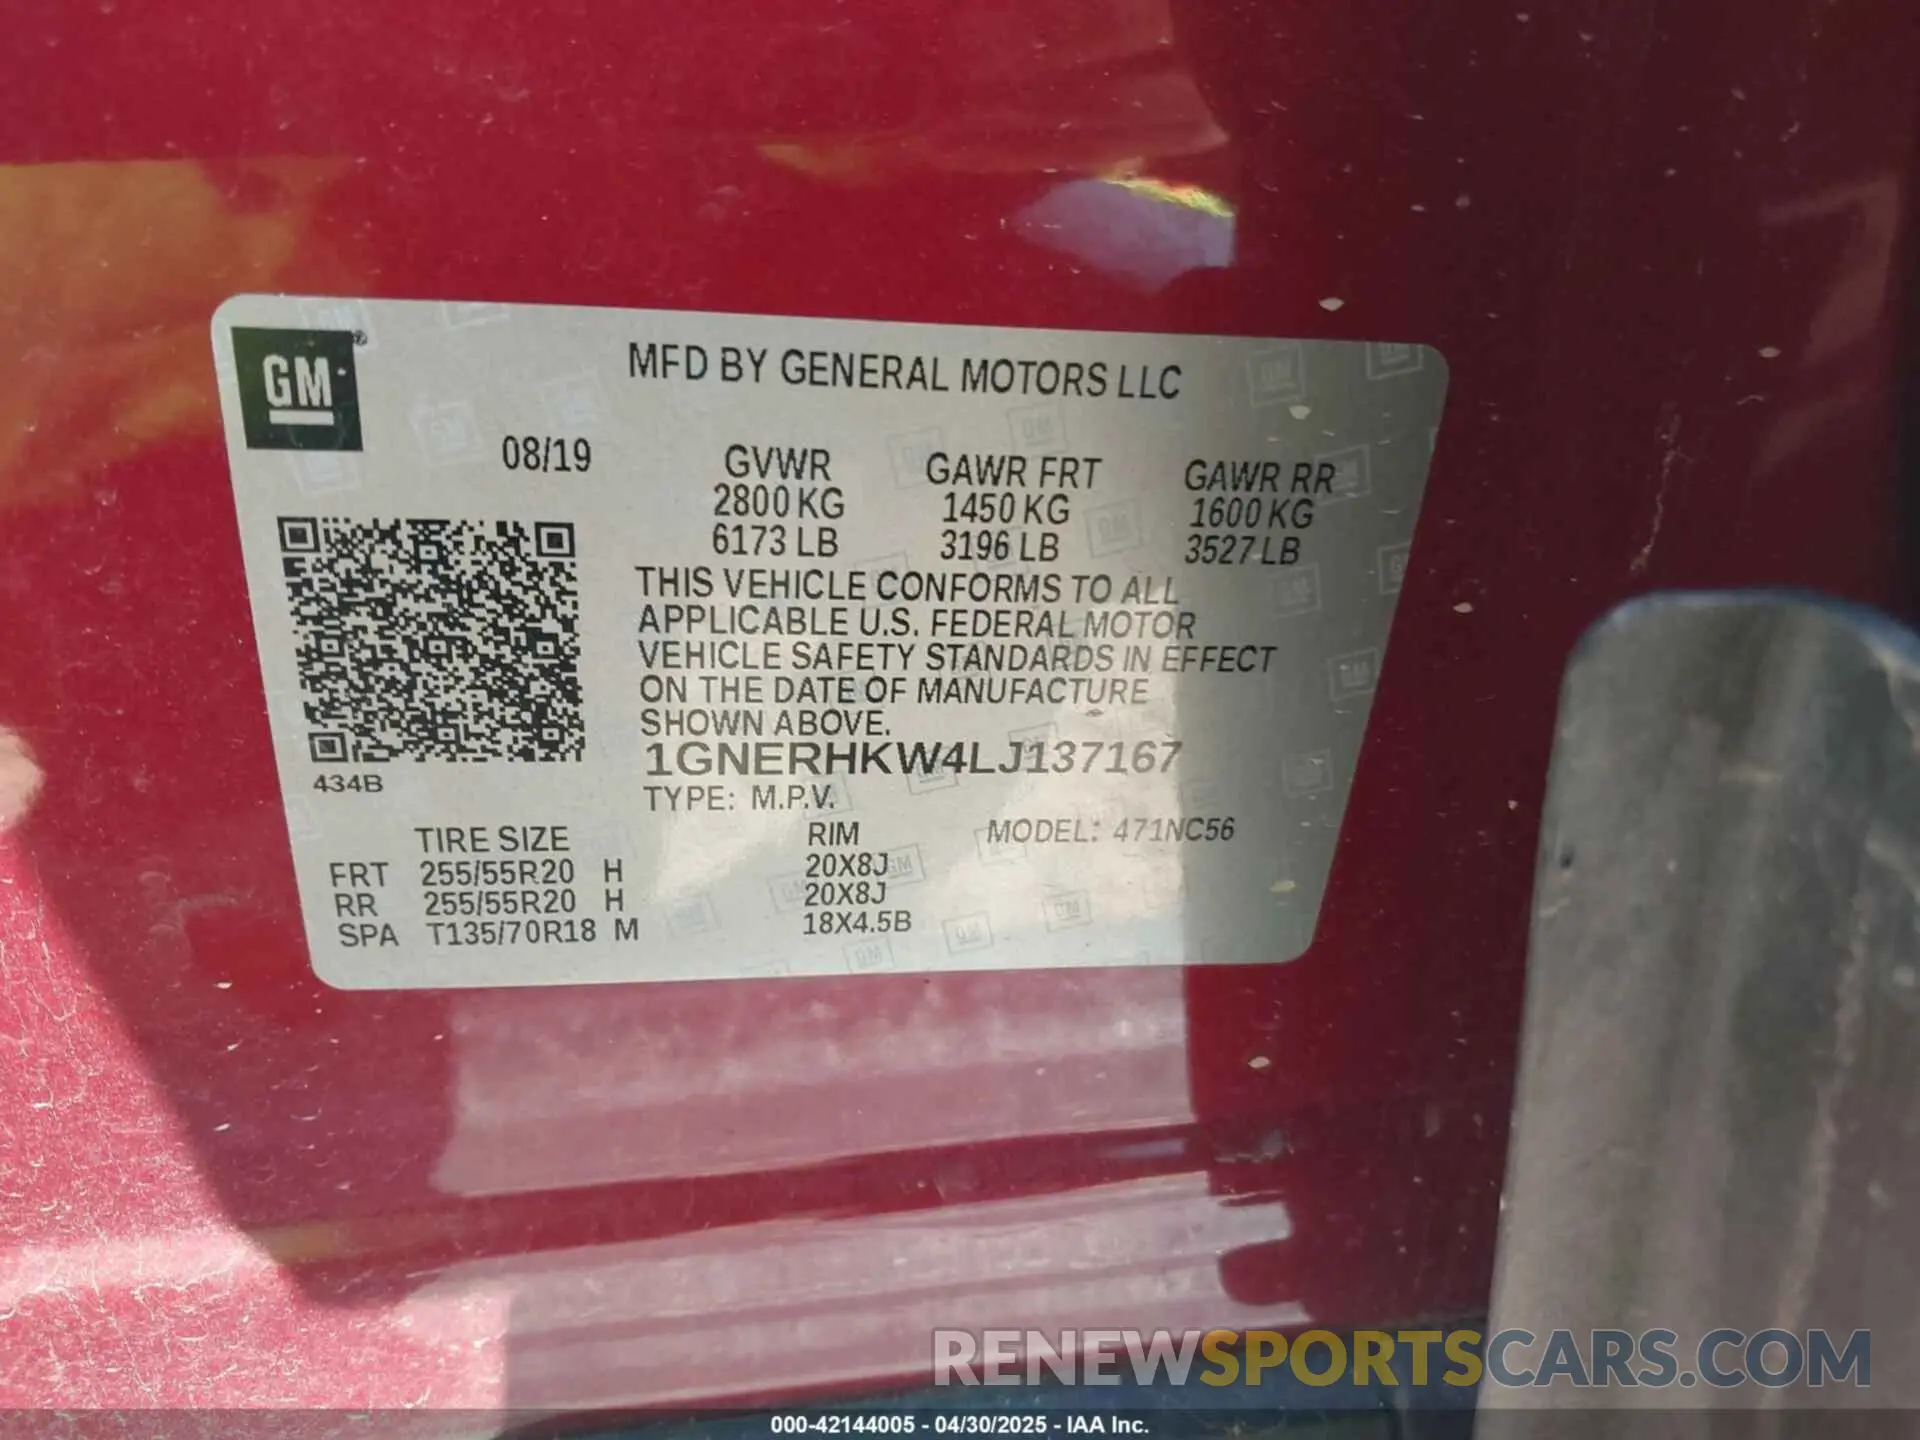 GM
MFD BY GENERAL MOTORS LLC
08/19
GVWR GAWR FRT GAWR RR
2800 KG 1450 KG 1600 KG
6173 LB 3196 LB 3527 LB
THIS VEHICLE CONFORMS TO ALL
APPLICABLE U.S. FEDERAL MOTOR
VEHICLE SAFETY STANDARDS IN EFFECT
ON THE DATE OF MANUFACTURE
SHOWN ABOVE.
1GNERHKW4LJ137167
434B
TYPE: M.P.V.
TIRE SIZE RIM MODEL: 471NC56
FRT 255/55R20 H 20X8J
RR 255/55R20 H 20X8J
SPA T135/70R18 M 18X4.5B
RENEWSPORTSCARS.COM
000-42144005 - 04/30/2025 - IAA Inc.